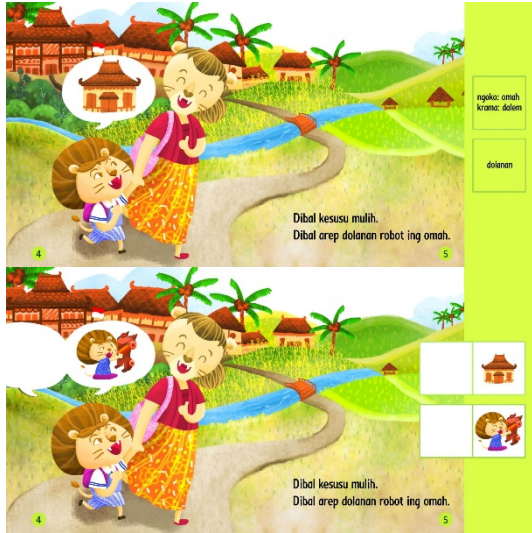 ngoko: omah
krama: dalem
dolanan
Dibal kesusu mulih.
Dibal arep dolanan robot ing omah.
4
5
Dibal kesusu mulih.
Dibal arep dolanan robot ing omah.
4
5